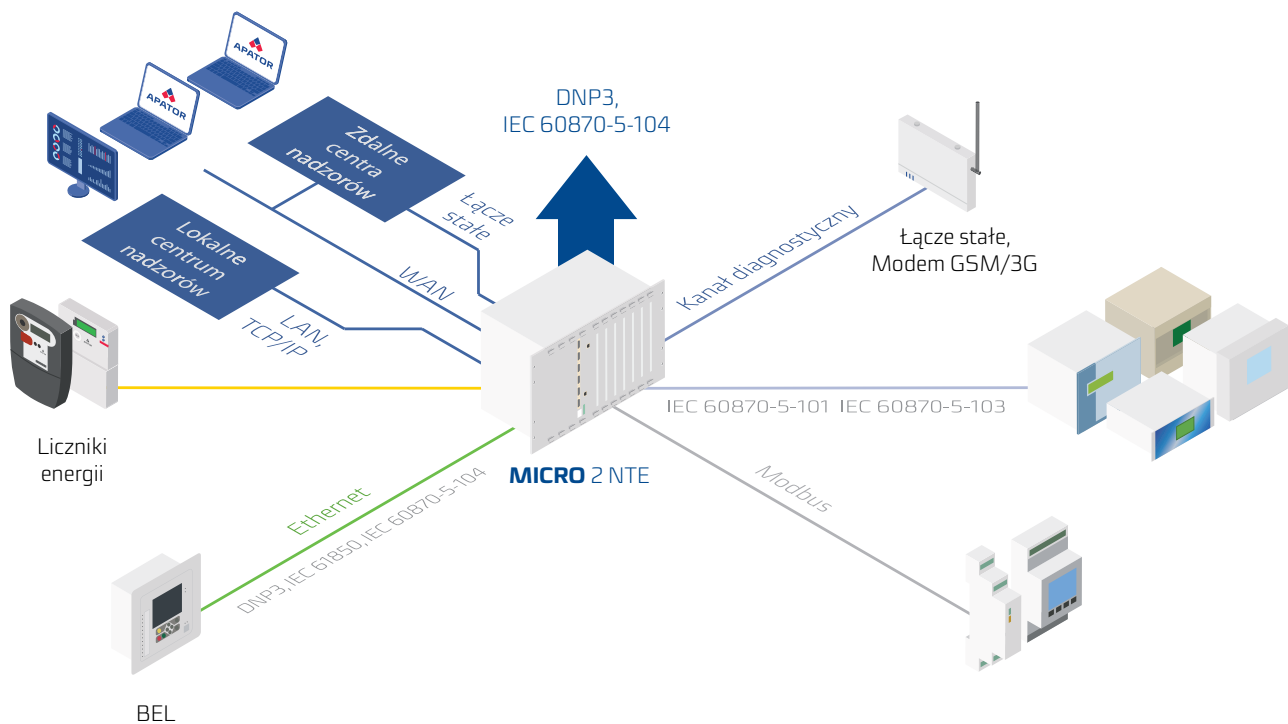 APATOR
APATOR
DNP3,
IEC 60870-5-104
Zdalne
centra
nadzorów
Łącze
stałe
Lokalne
centrum
nadzorów
WAN
LAN,
TCP/IP
Kanał diagnostyczny
Łącze stałe,
Modem GSM/3G
Liczniki
energii
IEC 60870-5-101 IEC 60870-5-103
MICRO 2 NTE
Ethernet
DNP3, IEC 61850, IEC 60870-5-104
Modbus
BEL